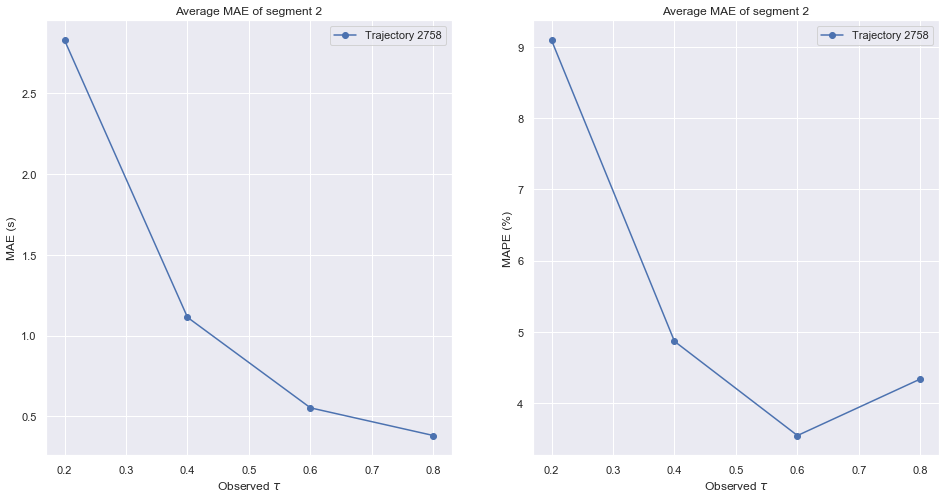 Average MAE of segment 2
Trajectory 2758
MAE (s)
2.5
2.0
1.5
1.0
0.5
0.2 0.3 0.4 0.5 0.6 0.7 0.8
Observed τ
Average MAE of segment 2
Trajectory 2758
MAPE (%)
9
8
7
6
5
4
0.2 0.3 0.4 0.5 0.6 0.7 0.8
Observed τ